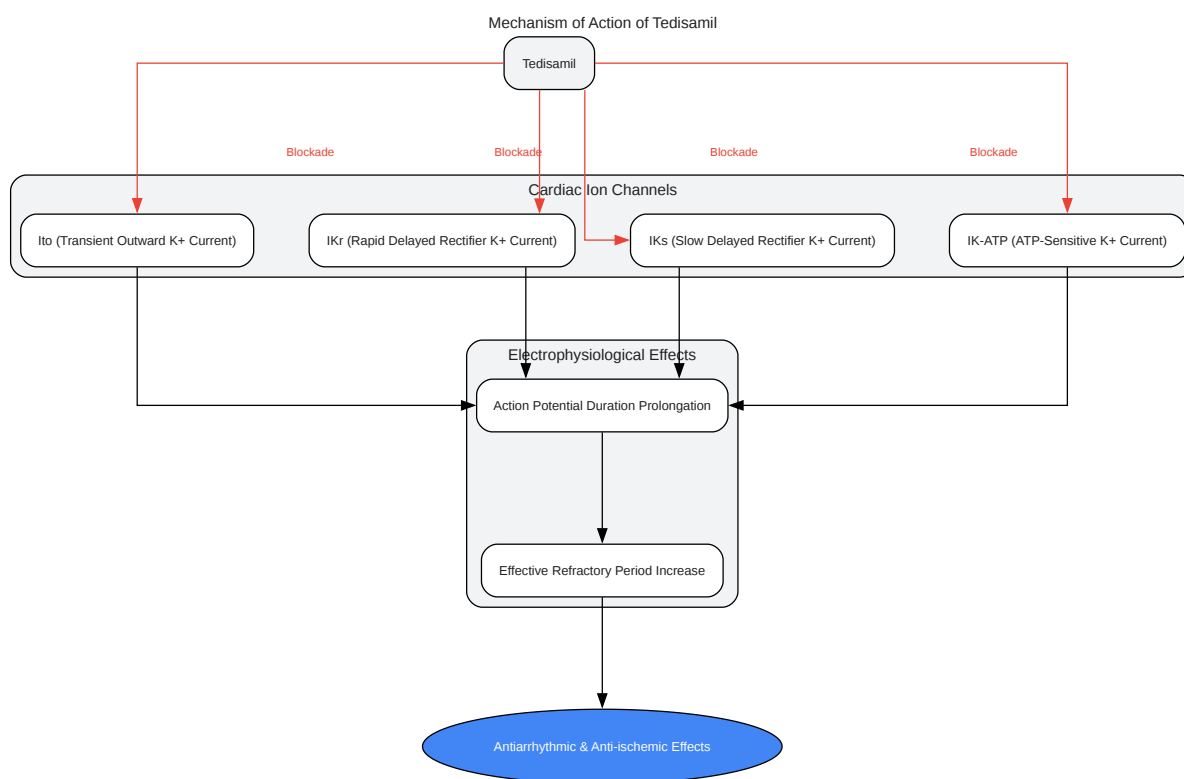 Mechanism of Action of Tedisamil
Tedisamil
Blockade
Blockade
Blockade
Blockade
Cardiac Ion Channels
Ito (Transient Outward K+ Current)
IKr (Rapid Delayed Rectifier K+ Current)
IKs (Slow Delayed Rectifier K+ Current)
IK-ATP (ATP-Sensitive K+ Current)
Electrophysiological Effects
Action Potential Duration Prolongation
Effective Refractory Period Increase
Antiarrhythmic & Anti-ischemic Effects